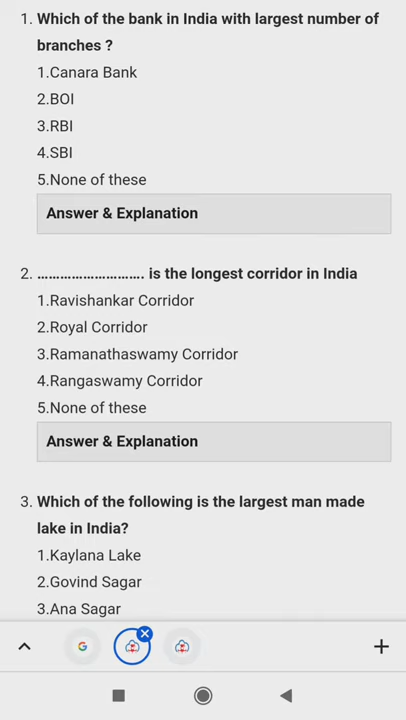 1. Which of the bank in India with largest number of
branches ?
1.Canara Bank
2.BOI
3.RBI
4.SBI
5.None of these
Answer & Explanation
2. ............................ is the longest corridor in India
1.Ravishankar Corridor
2.Royal Corridor
3.Ramanathaswamy Corridor
4.Rangaswamy Corridor
5.None of these
Answer & Explanation
3. Which of the following is the largest man made
lake in India?
1.Kaylana Lake
2.Govind Sagar
3.Ana Sagar